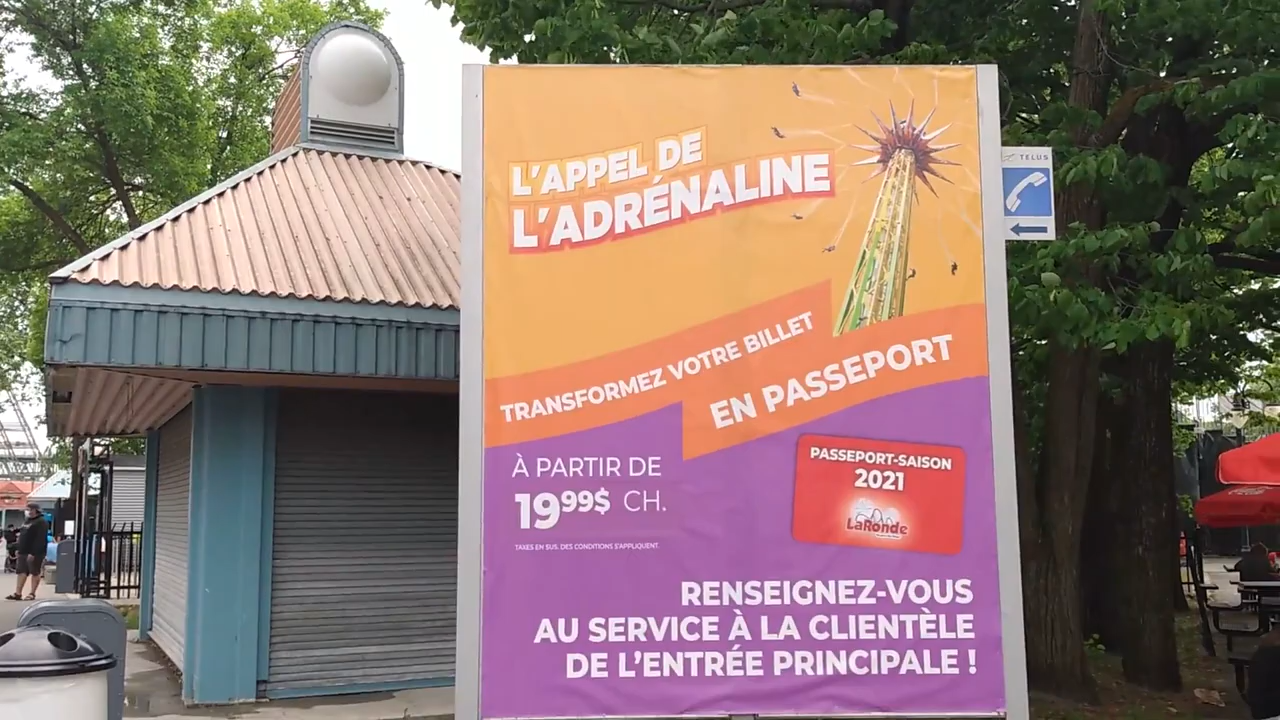 L'APPEL DE
L'ADRÉNALINE
TELUS
TRANSFORMEZ VOTRE BILLET
EN PASSEPORT
À PARTIR DE
19⁹⁹$ CH.
TAXES EN SUS. DES CONDITIONS S'APPLIQUENT.
PASSEPORT-SAISON
2021
LaRonde
RENSEIGNEZ-VOUS
AU SERVICE À LA CLIENTÈLE
DE L'ENTRÉE PRINCIPALE !